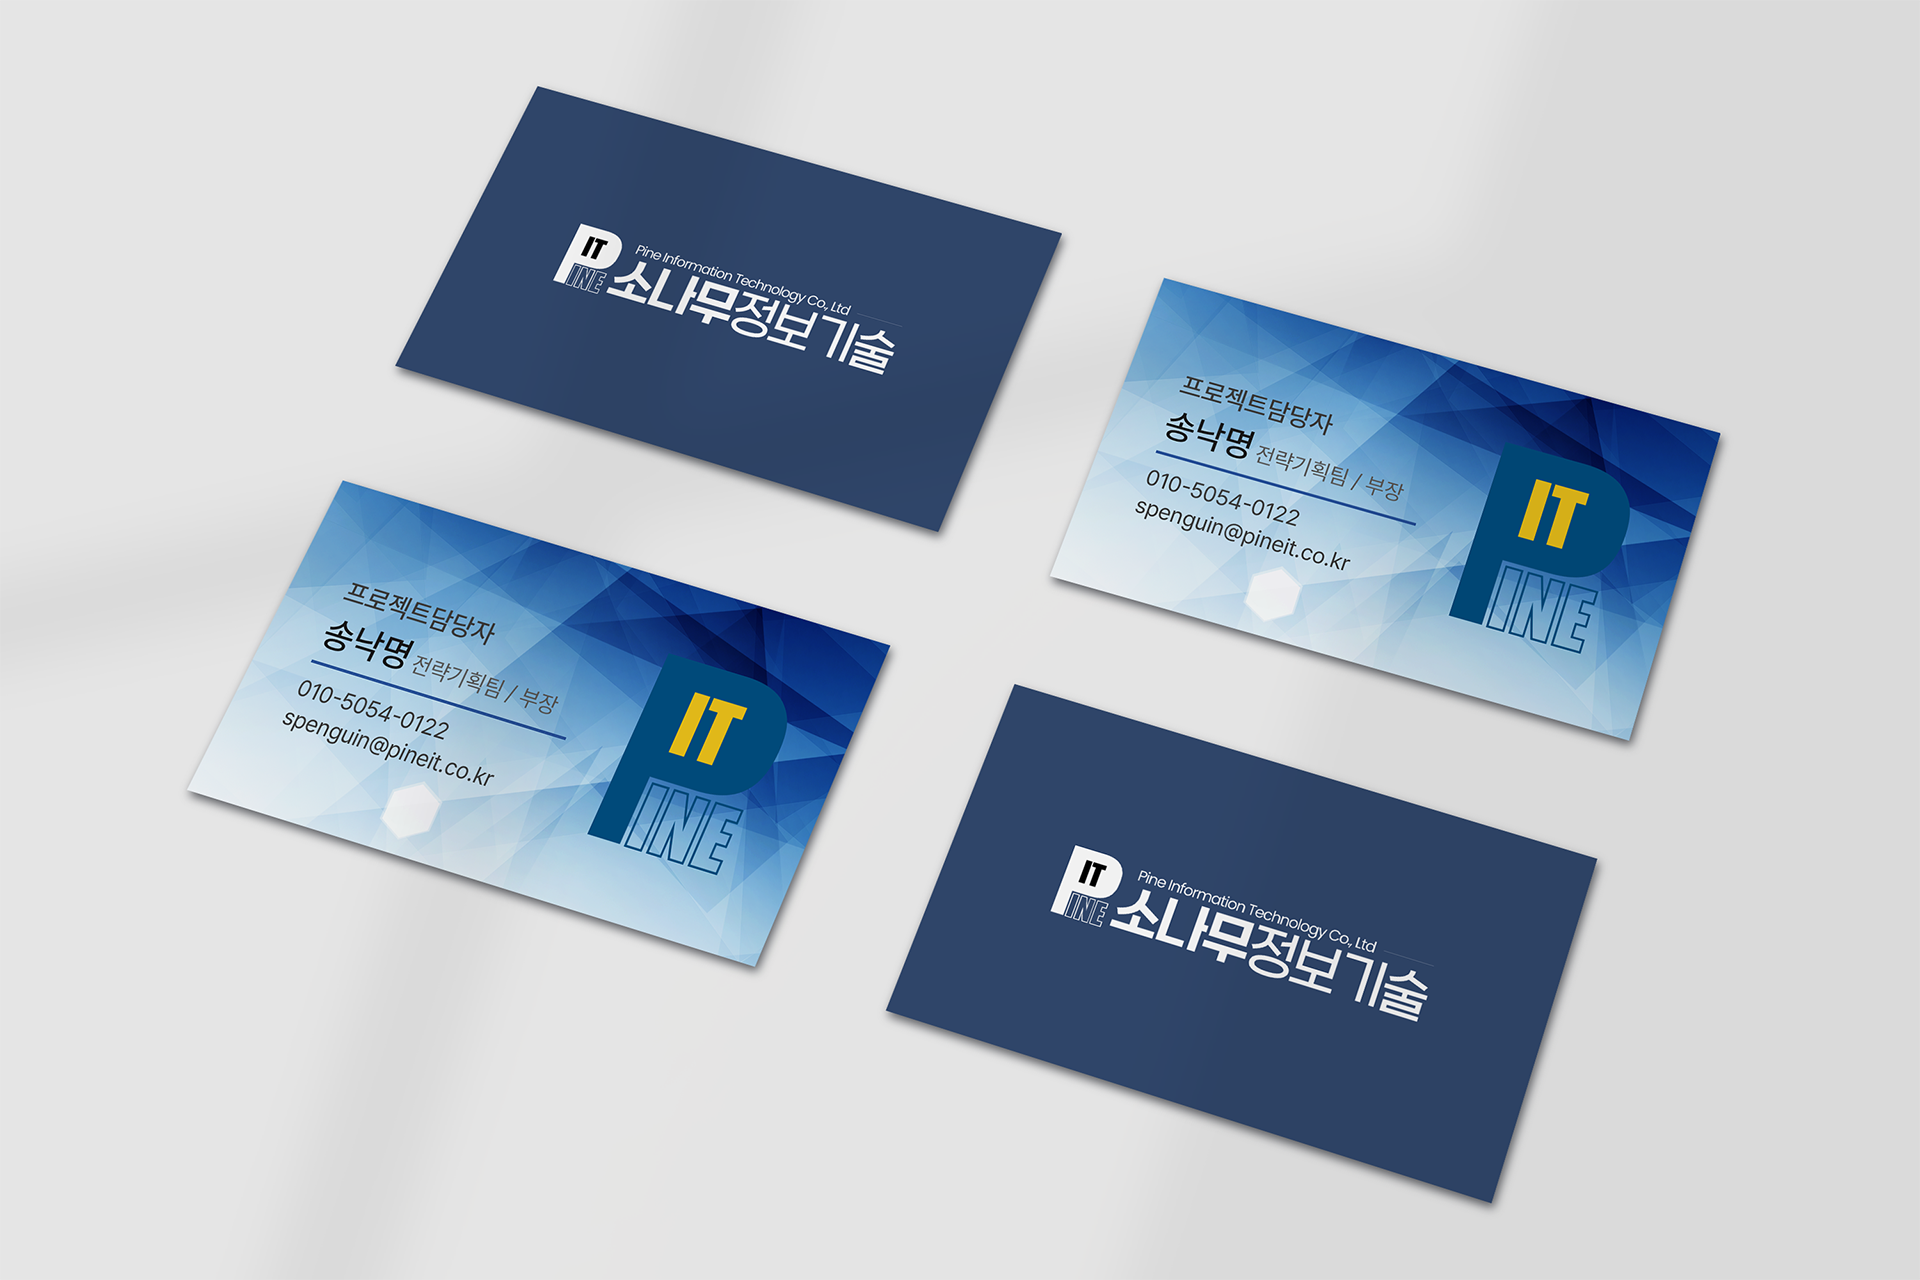 IT
PINE
Pine Information Technology Co., Ltd
소나무정보기술
프로젝트담당자
송낙명 전략기획팀 / 부장
010-5054-0122
spenguin@pineit.co.kr
IT
PINE
프로젝트담당자
송낙명 전략기획팀 / 부장
010-5054-0122
spenguin@pineit.co.kr
IT
PINE
IT
PINE
Pine Information Technology Co., Ltd
소나무정보기술